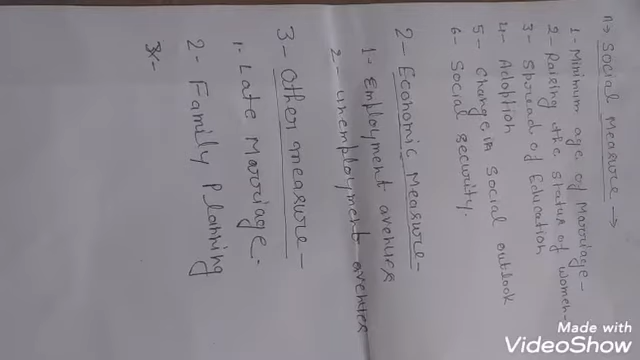 1) Social Measure →
1- Minimum age of Marriage-
2- Raising the status of women-
3- Spread of Education
4- Adoption
5- Change in Social outlook
6- Social security.
2- Economic Measure-
1- Employment avenues
2- unemployment avenues
3- Other measure-
1- Late Marriage-
2- Family Planning
3-
Made with
VideoShow